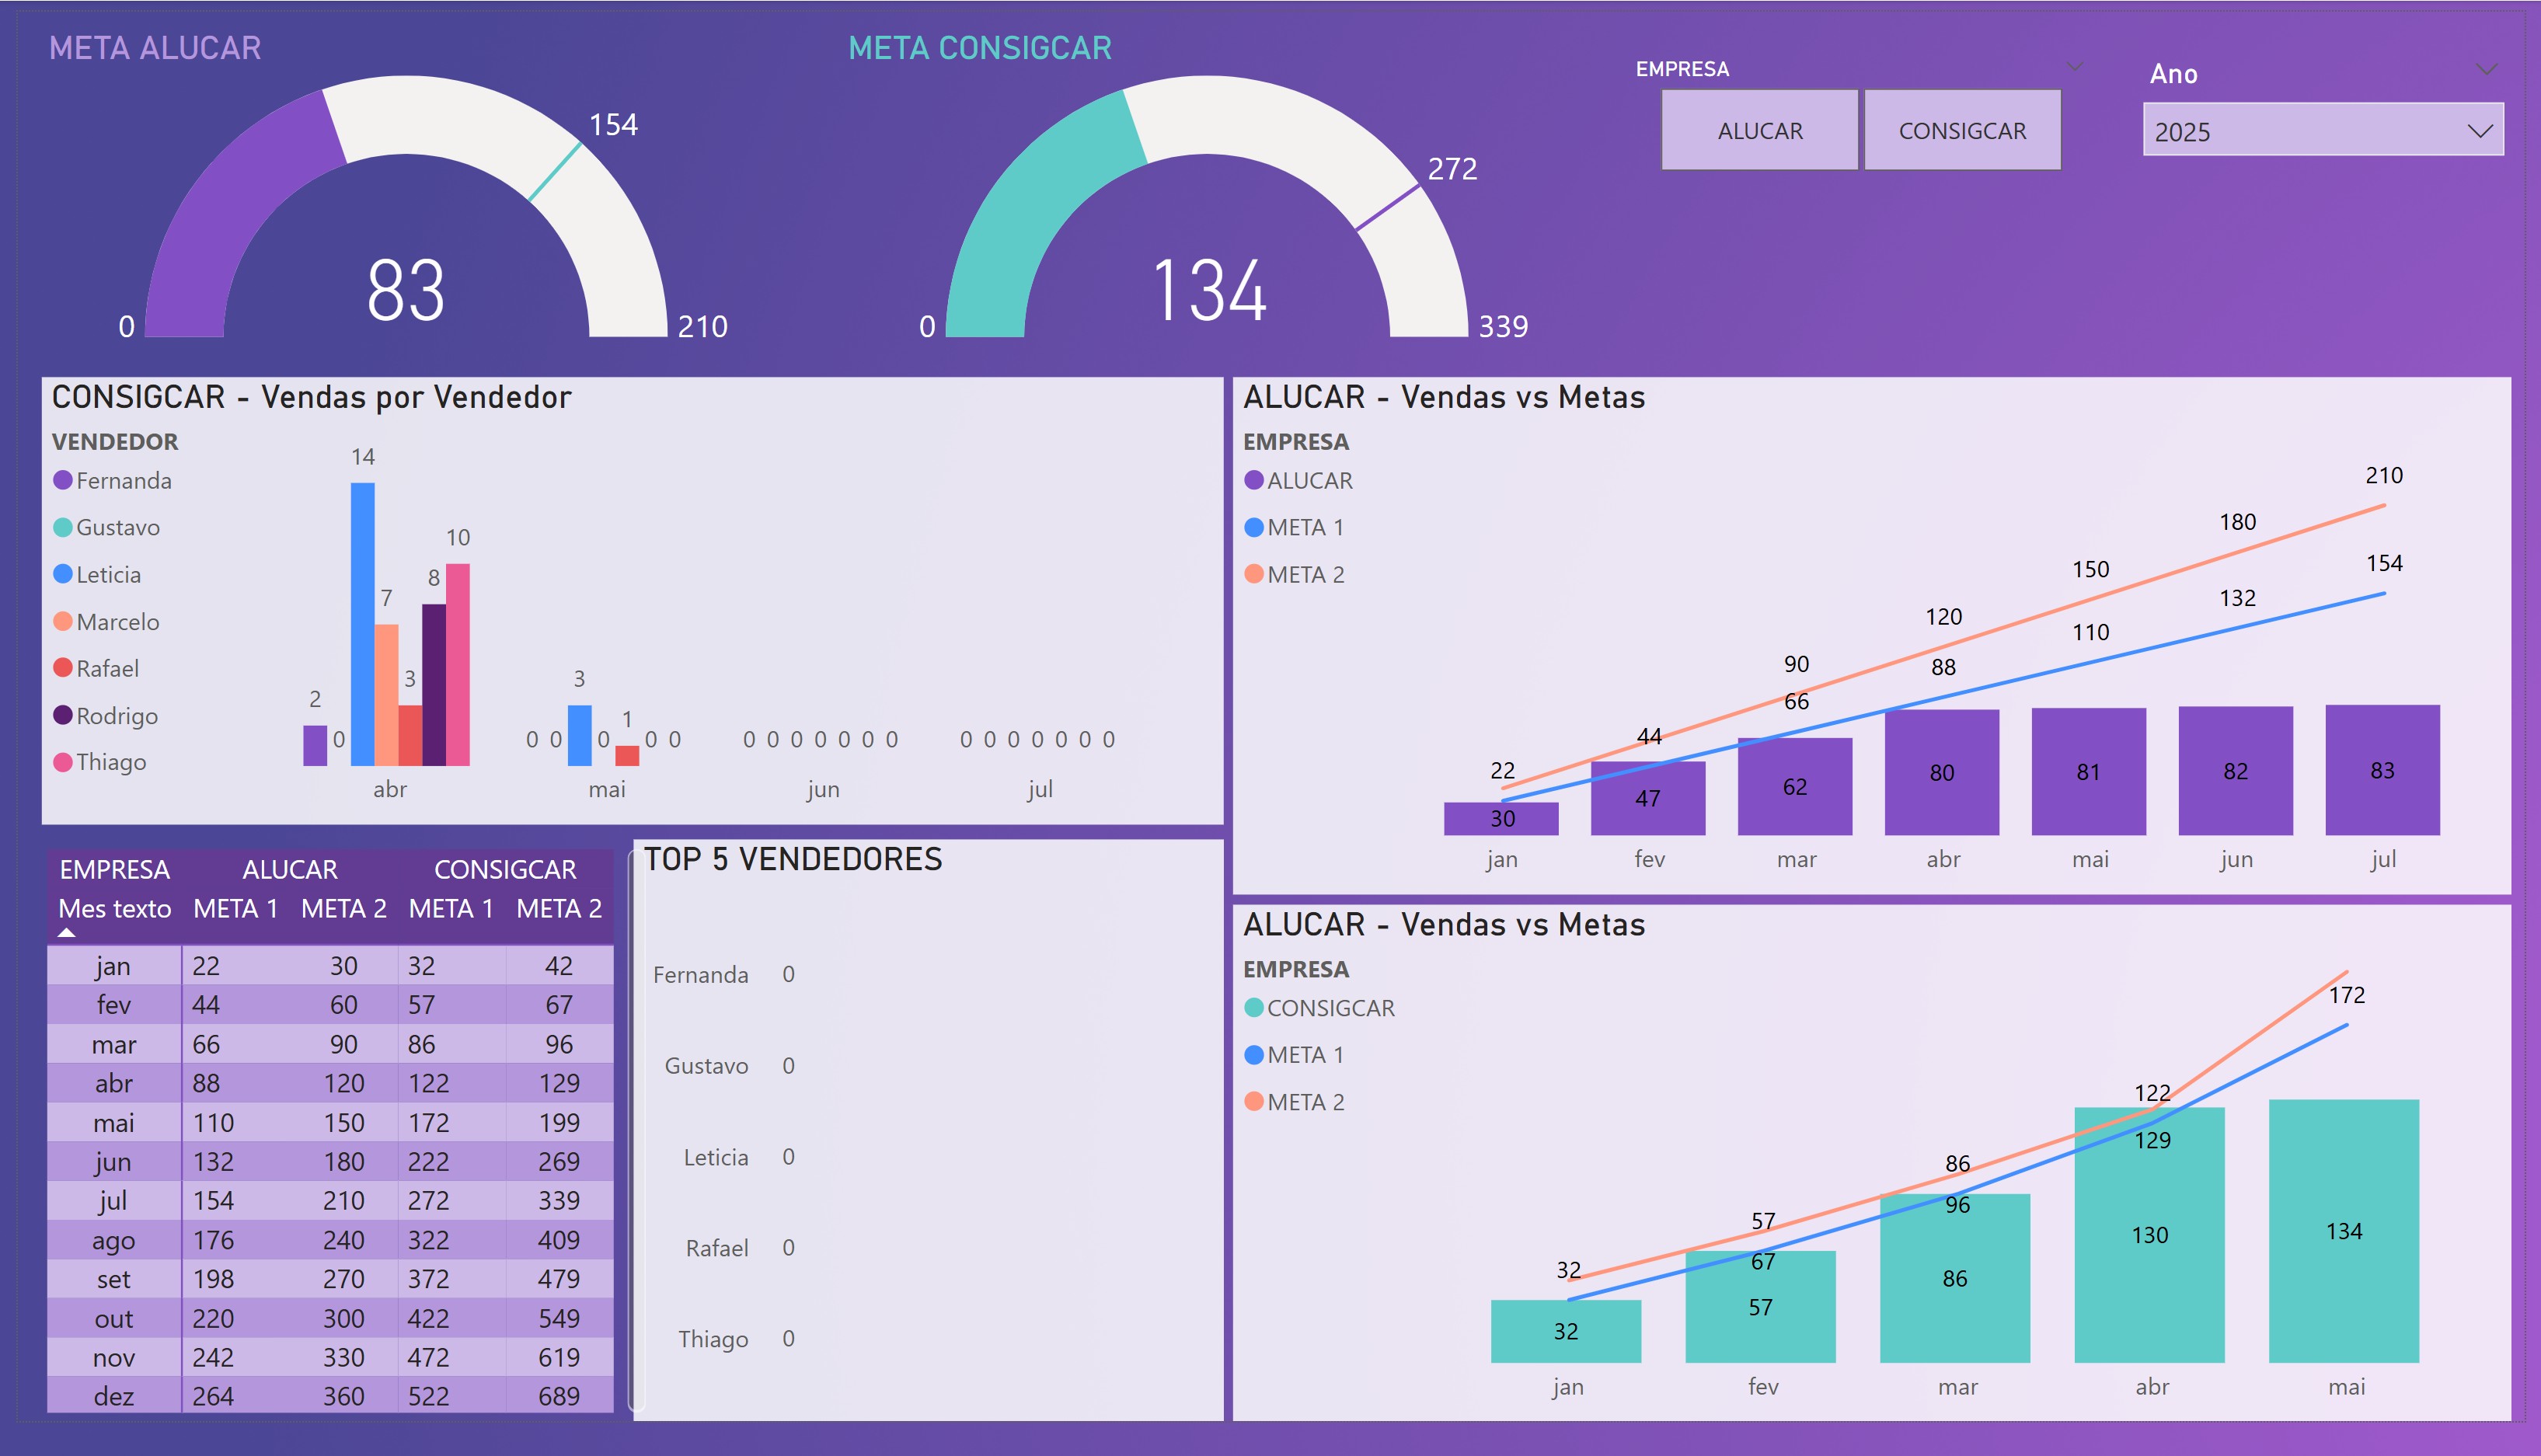 META ALUCAR
154
83
0
210
META CONSIGCAR
272
134
0
339
EMPRESA
ALUCAR CONSIGCAR
Ano
2025
CONSIGCAR - Vendas por Vendedor
VENDEDOR
Fernanda
Gustavo
Leticia
Marcelo
Rafael
Rodrigo
Thiago
2 0 14 7 3 8 10
0 0 3 0 1 0 0
0 0 0 0 0 0 0
0 0 0 0 0 0 0
abr mai jun jul
ALUCAR - Vendas vs Metas
EMPRESA
ALUCAR
META 1
META 2
22 44 90 120 150 180 210
66 88 110 132 154
30 47 62 80 81 82 83
jan fev mar abr mai jun jul
EMPRESA ALUCAR CONSIGCAR
Mes texto META 1 META 2 META 1 META 2
jan 22 30 32 42
fev 44 60 57 67
mar 66 90 86 96
abr 88 120 122 129
mai 110 150 172 199
jun 132 180 222 269
jul 154 210 272 339
ago 176 240 322 409
set 198 270 372 479
out 220 300 422 549
nov 242 330 472 619
dez 264 360 522 689
TOP 5 VENDEDORES
Fernanda 0
Gustavo 0
Leticia 0
Rafael 0
Thiago 0
ALUCAR - Vendas vs Metas
EMPRESA
CONSIGCAR
META 1
META 2
32 57 86 122 172
67 96 129
32 57 86 130 134
jan fev mar abr mai